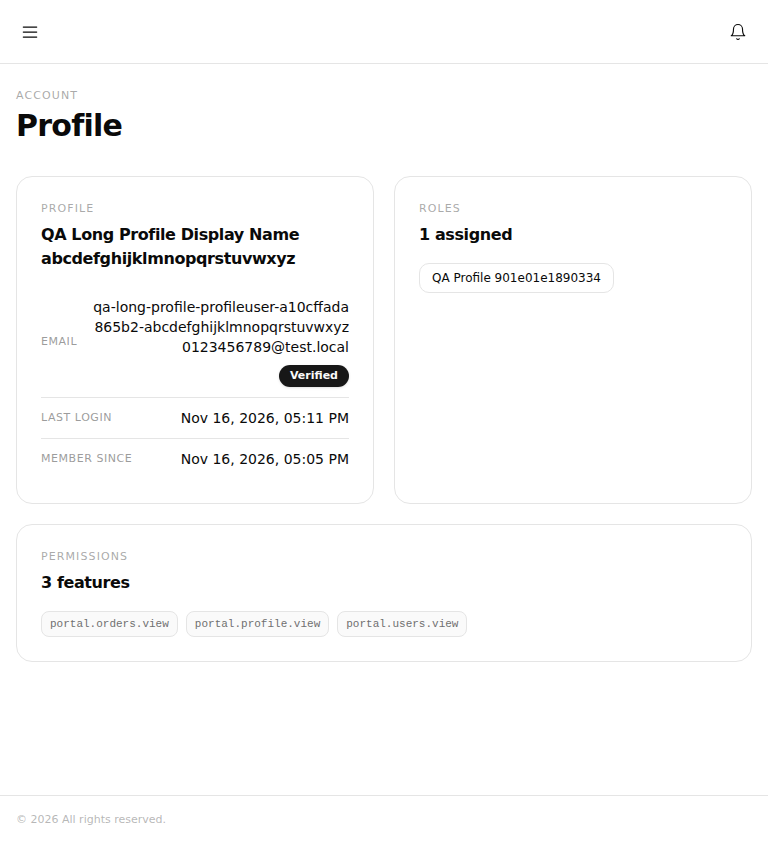 ACCOUNT
Profile
PROFILE
QA Long Profile Display Name
abcdefghijklmnopqrstuvwxyz
EMAIL
qa-long-profile-profileuser-a10cffada
865b2-abcdefghijklmnopqrstuvwxyz
0123456789@test.local
Verified
LAST LOGIN
Nov 16, 2026, 05:11 PM
MEMBER SINCE
Nov 16, 2026, 05:05 PM
ROLES
1 assigned
QA Profile 901e01e1890334
PERMISSIONS
3 features
portal.orders.view
portal.profile.view
portal.users.view
© 2026 All rights reserved.